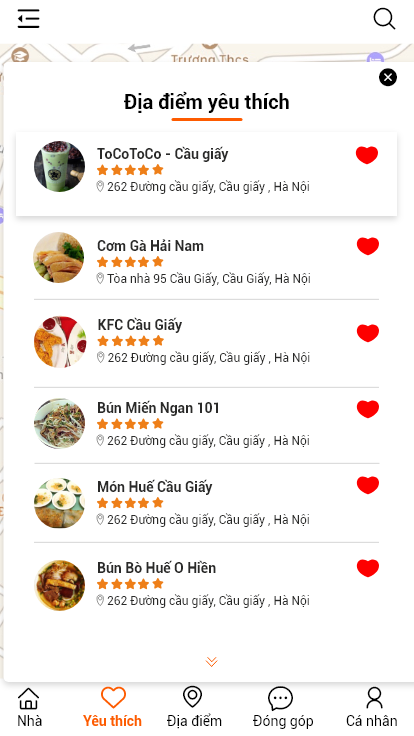 Trương Thcs
Địa điểm yêu thích
ToCoToCo - Cầu giấy
262 Đường cầu giấy, Cầu giấy , Hà Nội
Cơm Gà Hải Nam
Tòa nhà 95 Cầu Giấy, Cầu Giấy, Hà Nội
KFC Cầu Giấy
262 Đường cầu giấy, Cầu giấy , Hà Nội
Bún Miến Ngan 101
262 Đường cầu giấy, Cầu giấy , Hà Nội
Món Huế Cầu Giấy
262 Đường cầu giấy, Cầu giấy , Hà Nội
Bún Bò Huế O Hiền
262 Đường cầu giấy, Cầu giấy , Hà Nội
Nhà Yêu thích Địa điểm Đóng góp Cá nhân